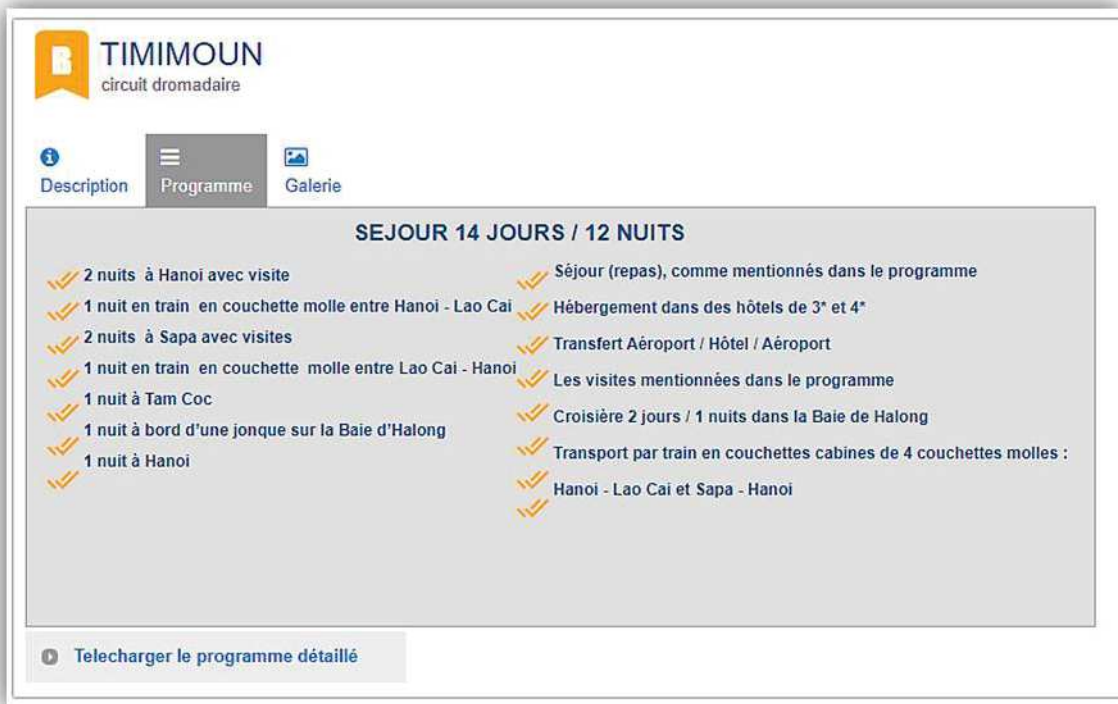 B
TIMIMOUN
circuit dromadaire
Description
Programme
Galerie
SEJOUR 14 JOURS / 12 NUITS
2 nuits à Hanoi avec visite
1 nuit en train en couchette molle entre Hanoi - Lao Cai
2 nuits à Sapa avec visites
1 nuit en train en couchette molle entre Lao Cai - Hanoi
1 nuit à Tam Coc
1 nuit à bord d'une jonque sur la Baie d'Halong
1 nuit à Hanoi
Séjour (repas), comme mentionnés dans le programme
Hébergement dans des hôtels de 3* et 4*
Transfert Aéroport / Hôtel / Aéroport
Les visites mentionnées dans le programme
Croisière 2 jours / 1 nuits dans la Baie de Halong
Transport par train en couchettes cabines de 4 couchettes molles :
Hanoi - Lao Cai et Sapa - Hanoi
Telecharger le programme détaillé